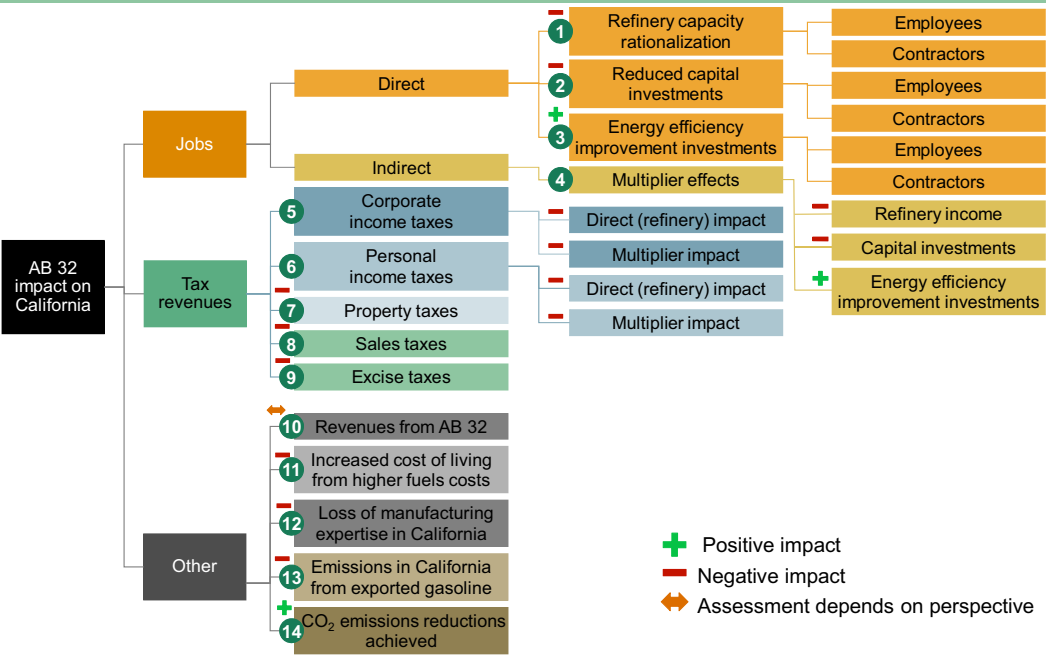 AB 32
impact on
California
Jobs
Direct
1
Refinery capacity
rationalization
Employees
Contractors
2
Reduced capital
investments
Employees
Contractors
3
Energy efficiency
improvement investments
Employees
Contractors
Indirect
4
Multiplier effects
Refinery income
Capital investments
Energy efficiency
improvement investments
Tax
revenues
5
Corporate
income taxes
Direct (refinery) impact
Multiplier impact
6
Personal
income taxes
Direct (refinery) impact
Multiplier impact
7
Property taxes
8
Sales taxes
9
Excise taxes
Other
10
Revenues from AB 32
11
Increased cost of living
from higher fuels costs
12
Loss of manufacturing
expertise in California
13
Emissions in California
from exported gasoline
14
CO₂ emissions reductions
achieved
Positive impact
Negative impact
Assessment depends on perspective